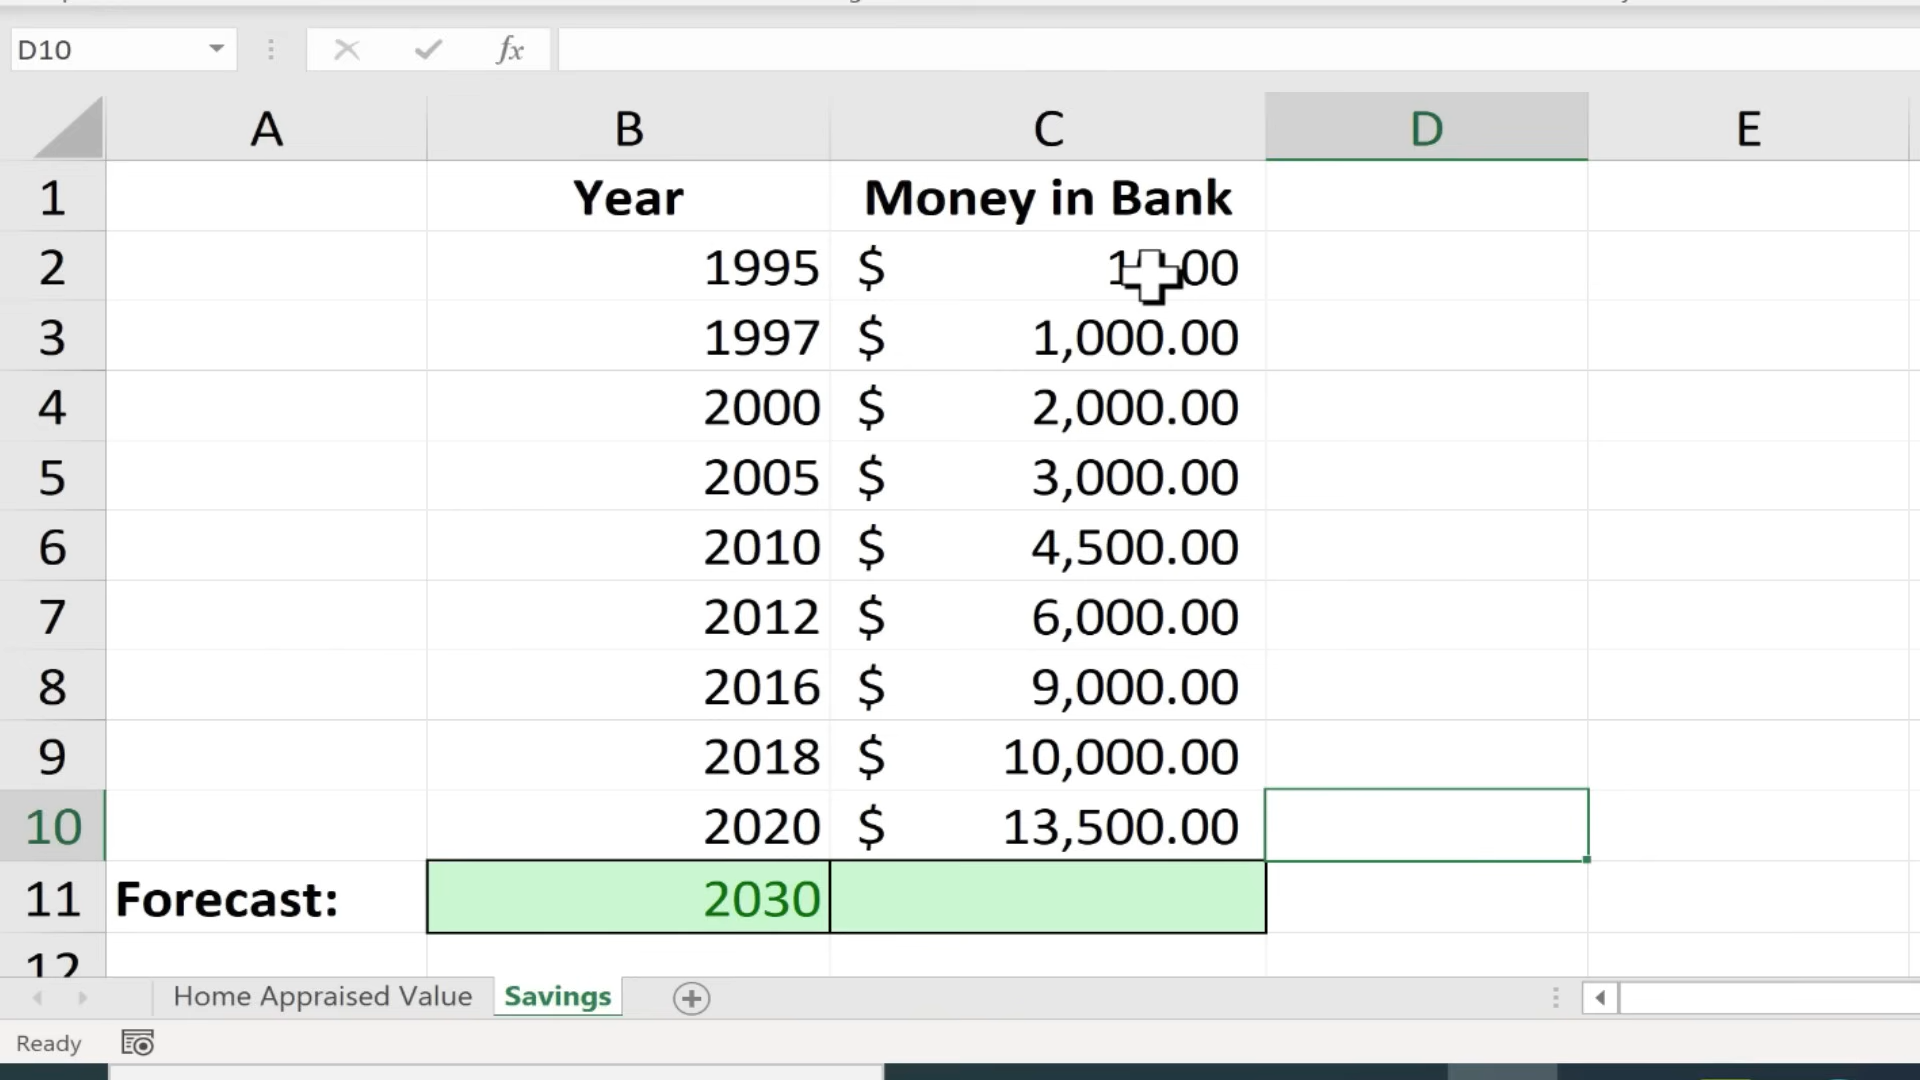 D10 fx
A B C D E
1 Year Money in Bank
2 1995 $
3 1997 $ 1,000.00
4 2000 $ 2,000.00
5 2005 $ 3,000.00
6 2010 $ 4,500.00
7 2012 $ 6,000.00
8 2016 $ 9,000.00
9 2018 $ 10,000.00
10 2020 $ 13,500.00
11 Forecast: 2030
12
Home Appraised Value Savings
Ready